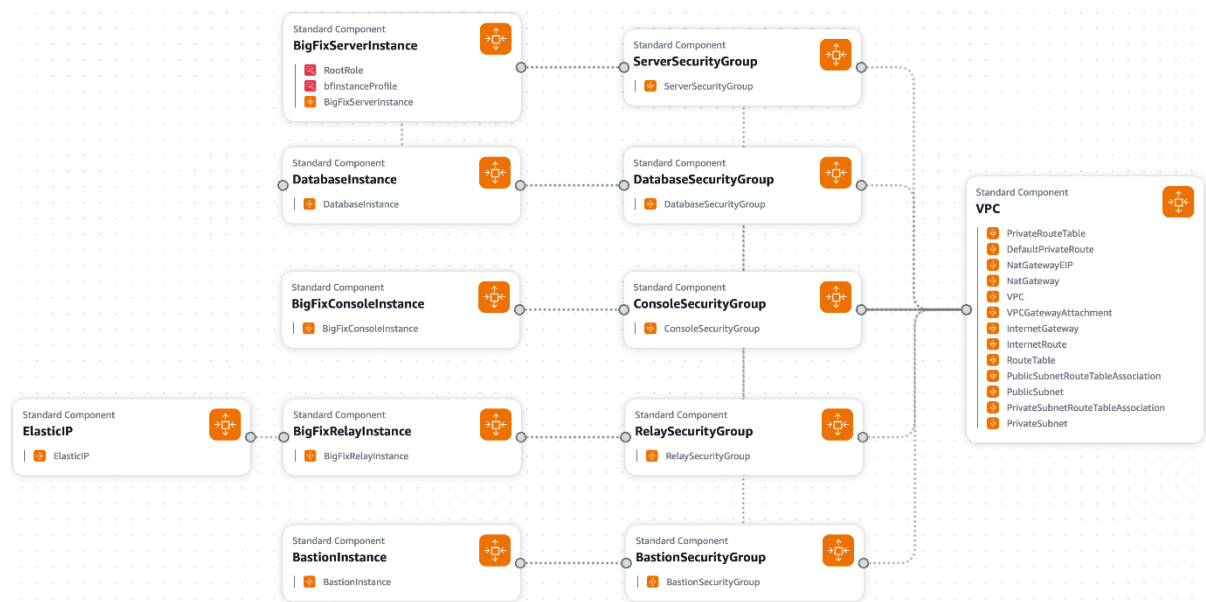 Standard Component
BigFixServerInstance
RootRole
bfInstanceProfile
BigFixServerInstance
Standard Component
ServerSecurityGroup
ServerSecurityGroup
Standard Component
DatabaseInstance
DatabaseInstance
Standard Component
DatabaseSecurityGroup
DatabaseSecurityGroup
Standard Component
VPC
PrivateRouteTable
DefaultPrivateRoute
NatGatewayEIP
NatGateway
VPC
VPCGatewayAttachment
InternetGateway
InternetRoute
RouteTable
PublicSubnetRouteTableAssociation
PublicSubnet
PrivateSubnetRouteTableAssociation
PrivateSubnet
Standard Component
BigFixConsoleInstance
BigFixConsoleInstance
Standard Component
ConsoleSecurityGroup
ConsoleSecurityGroup
Standard Component
ElasticIP
ElasticIP
Standard Component
BigFixRelayInstance
BigFixRelayInstance
Standard Component
RelaySecurityGroup
RelaySecurityGroup
Standard Component
BastionInstance
BastionInstance
Standard Component
BastionSecurityGroup
BastionSecurityGroup